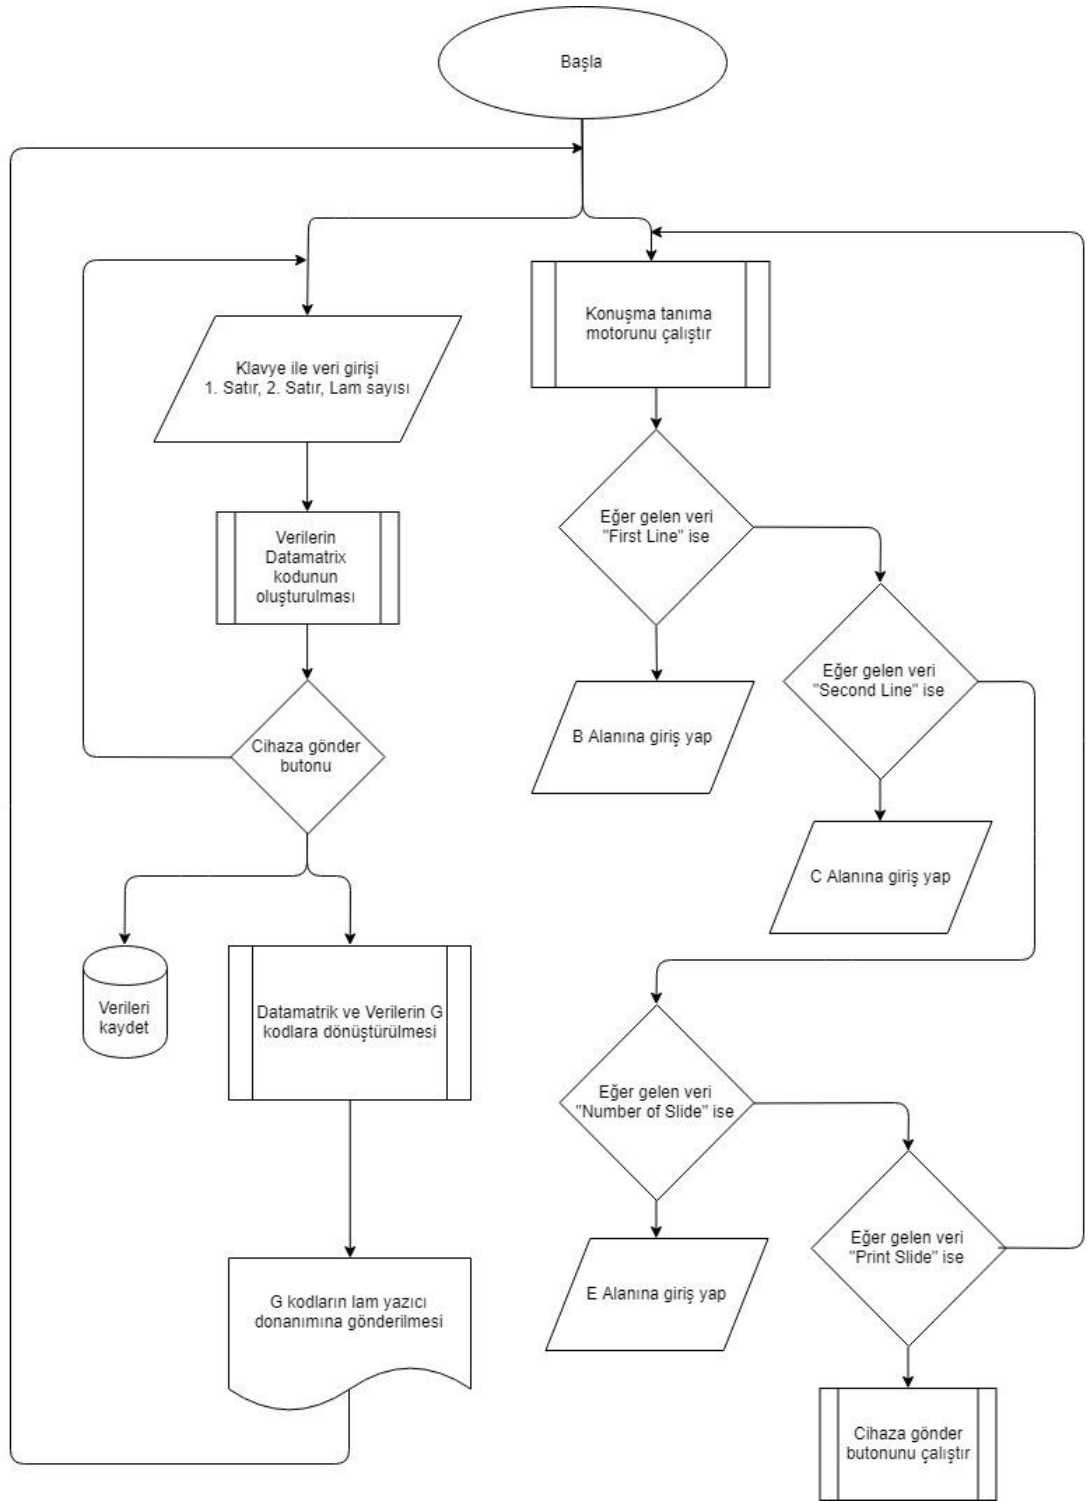 Başla
Klavye ile veri girişi
1. Satır, 2. Satır, Lam sayısı
Verilerin
Datamatrix
kodunun
oluşturulması
Cihaza gönder
butonu
Verileri
kaydet
Datamatrik ve Verilerin G
kodlara dönüştürülmesi
G kodların lam yazıcı
donanımına gönderilmesi
Konuşma tanıma
motorunu çalıştır
Eğer gelen veri
"First Line" ise
B Alanına giriş yap
Eğer gelen veri
"Second Line" ise
C Alanına giriş yap
Eğer gelen veri
"Number of Slide" ise
E Alanına giriş yap
Eğer gelen veri
"Print Slide" ise
Cihaza gönder
butonunu çalıştır